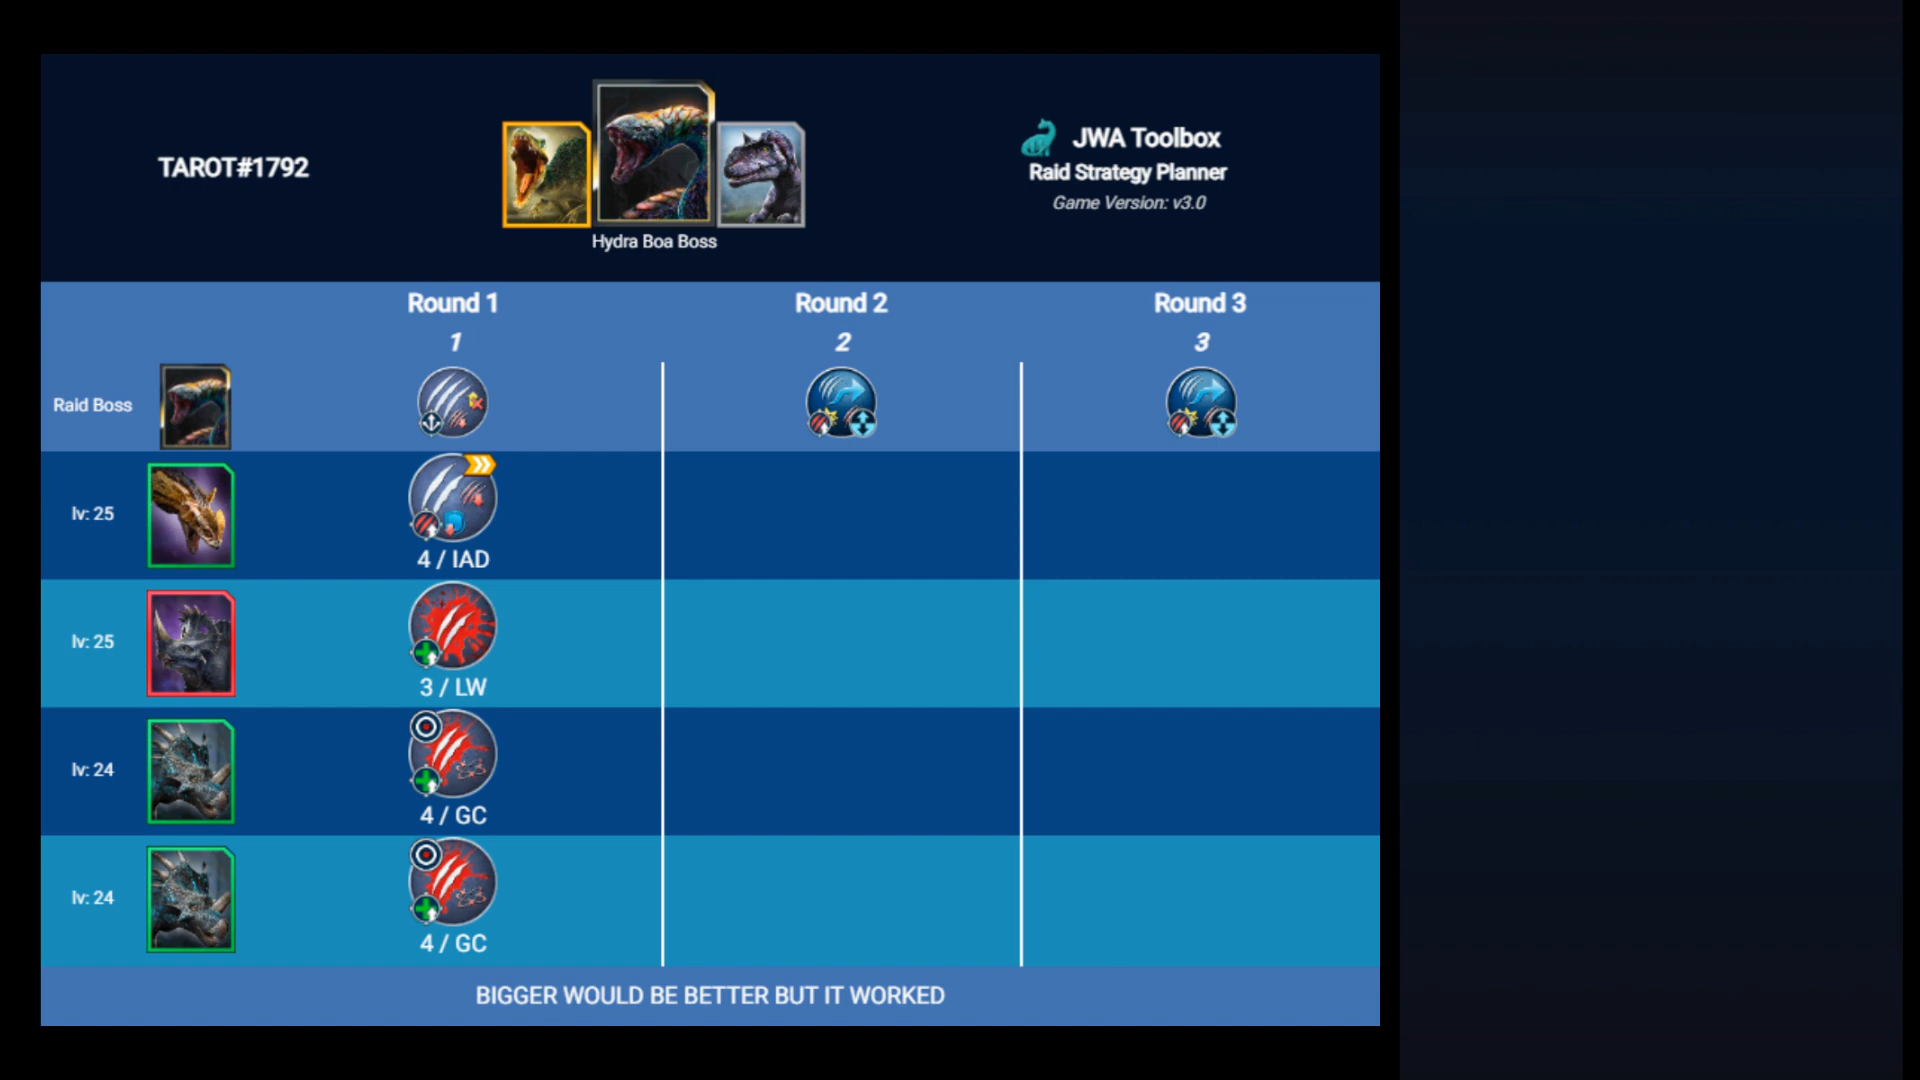 TAROT#1792
Hydra Boa Boss
JWA Toolbox
Raid Strategy Planner
Game Version: v3.0
Round 1
Round 2
Round 3
1
2
3
Raid Boss
lv: 25
4 / IAD
lv: 25
3 / LW
lv: 24
4 / GC
lv: 24
4 / GC
BIGGER WOULD BE BETTER BUT IT WORKED